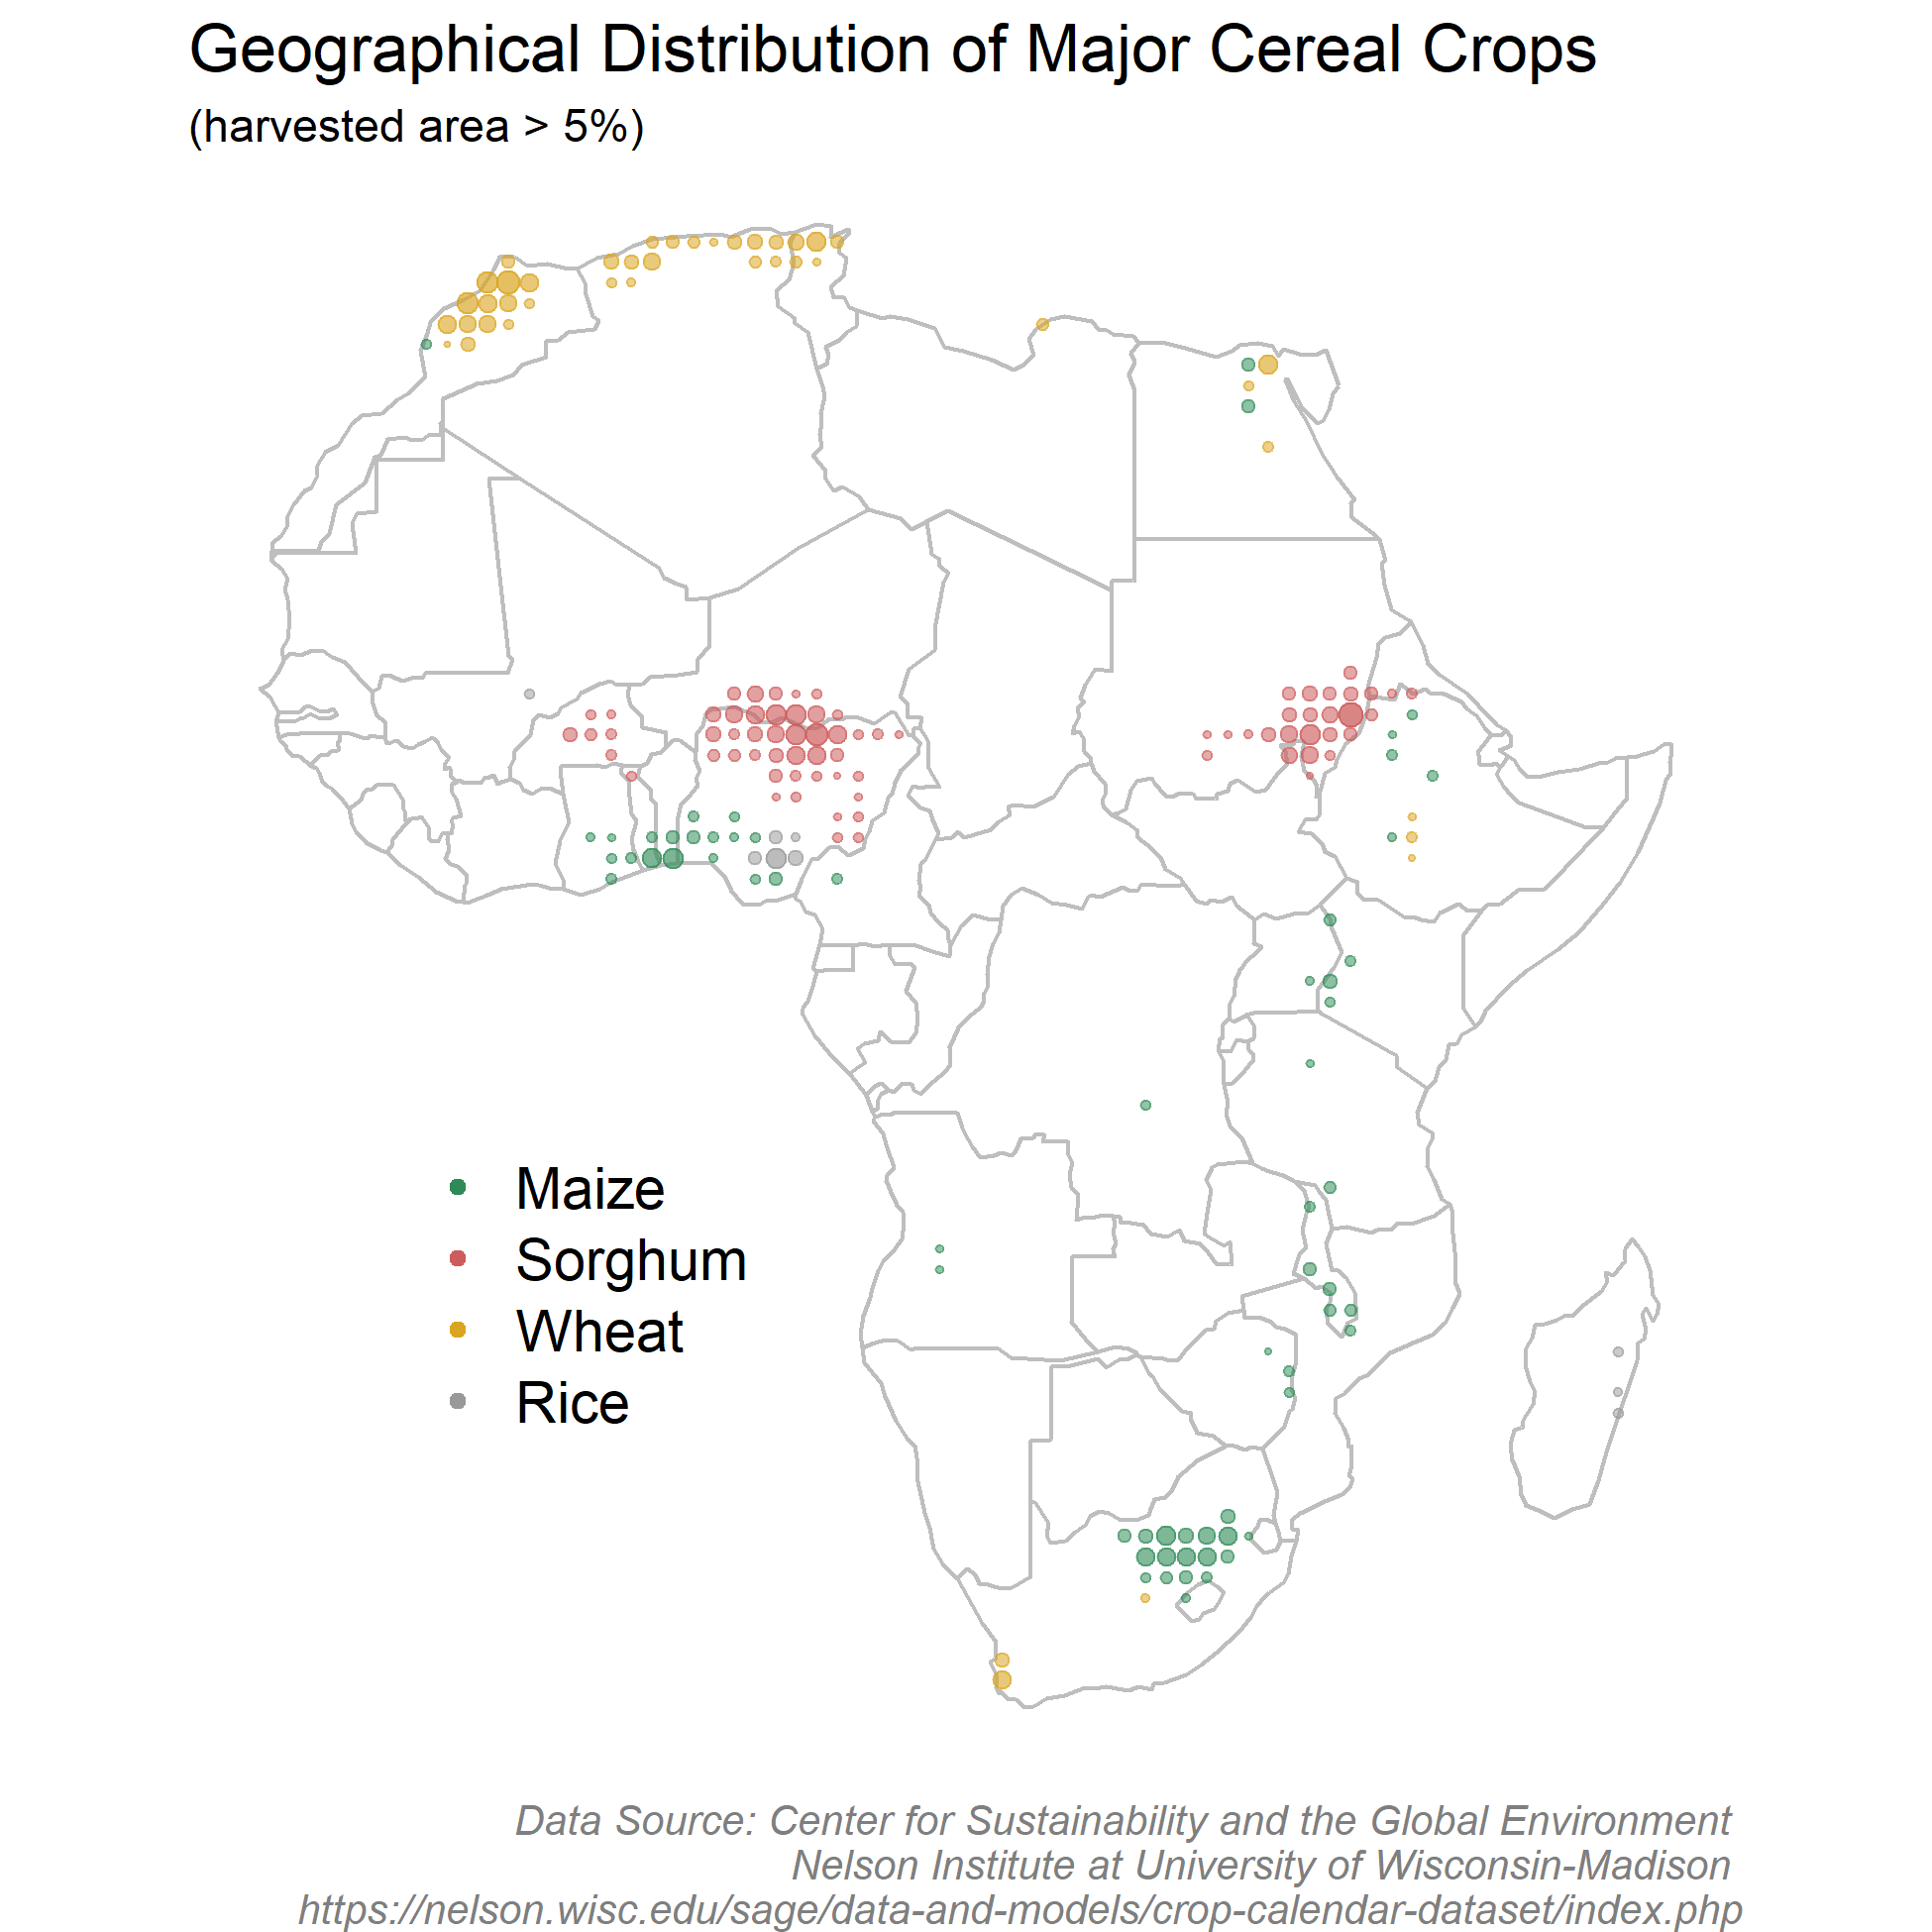 Geographical Distribution of Major Cereal Crops
(harvested area > 5%)
Maize
Sorghum
Wheat
Rice
Data Source: Center for Sustainability and the Global Environment
Nelson Institute at University of Wisconsin-Madison
https://nelson.wisc.edu/sage/data-and-models/crop-calendar-dataset/index.php